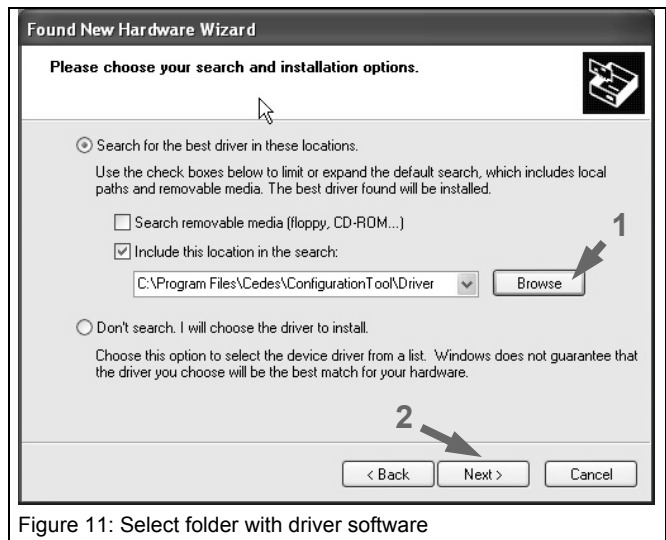 Found New Hardware Wizard
Please choose your search and installation options.
Search for the best driver in these locations.
Use the check boxes below to limit or expand the default search, which includes local
paths and removable media. The best driver found will be installed.
Search removable media (floppy, CD-ROM...)
1
Include this location in the search:
C:\Program Files\Cedes\ConfigurationTool\Driver
Browse
Don't search. I will choose the driver to install.
Choose this option to select the device driver from a list. Windows does not guarantee that
the driver you choose will be the best match for your hardware.
2
< Back
Next >
Cancel
Figure 11: Select folder with driver software